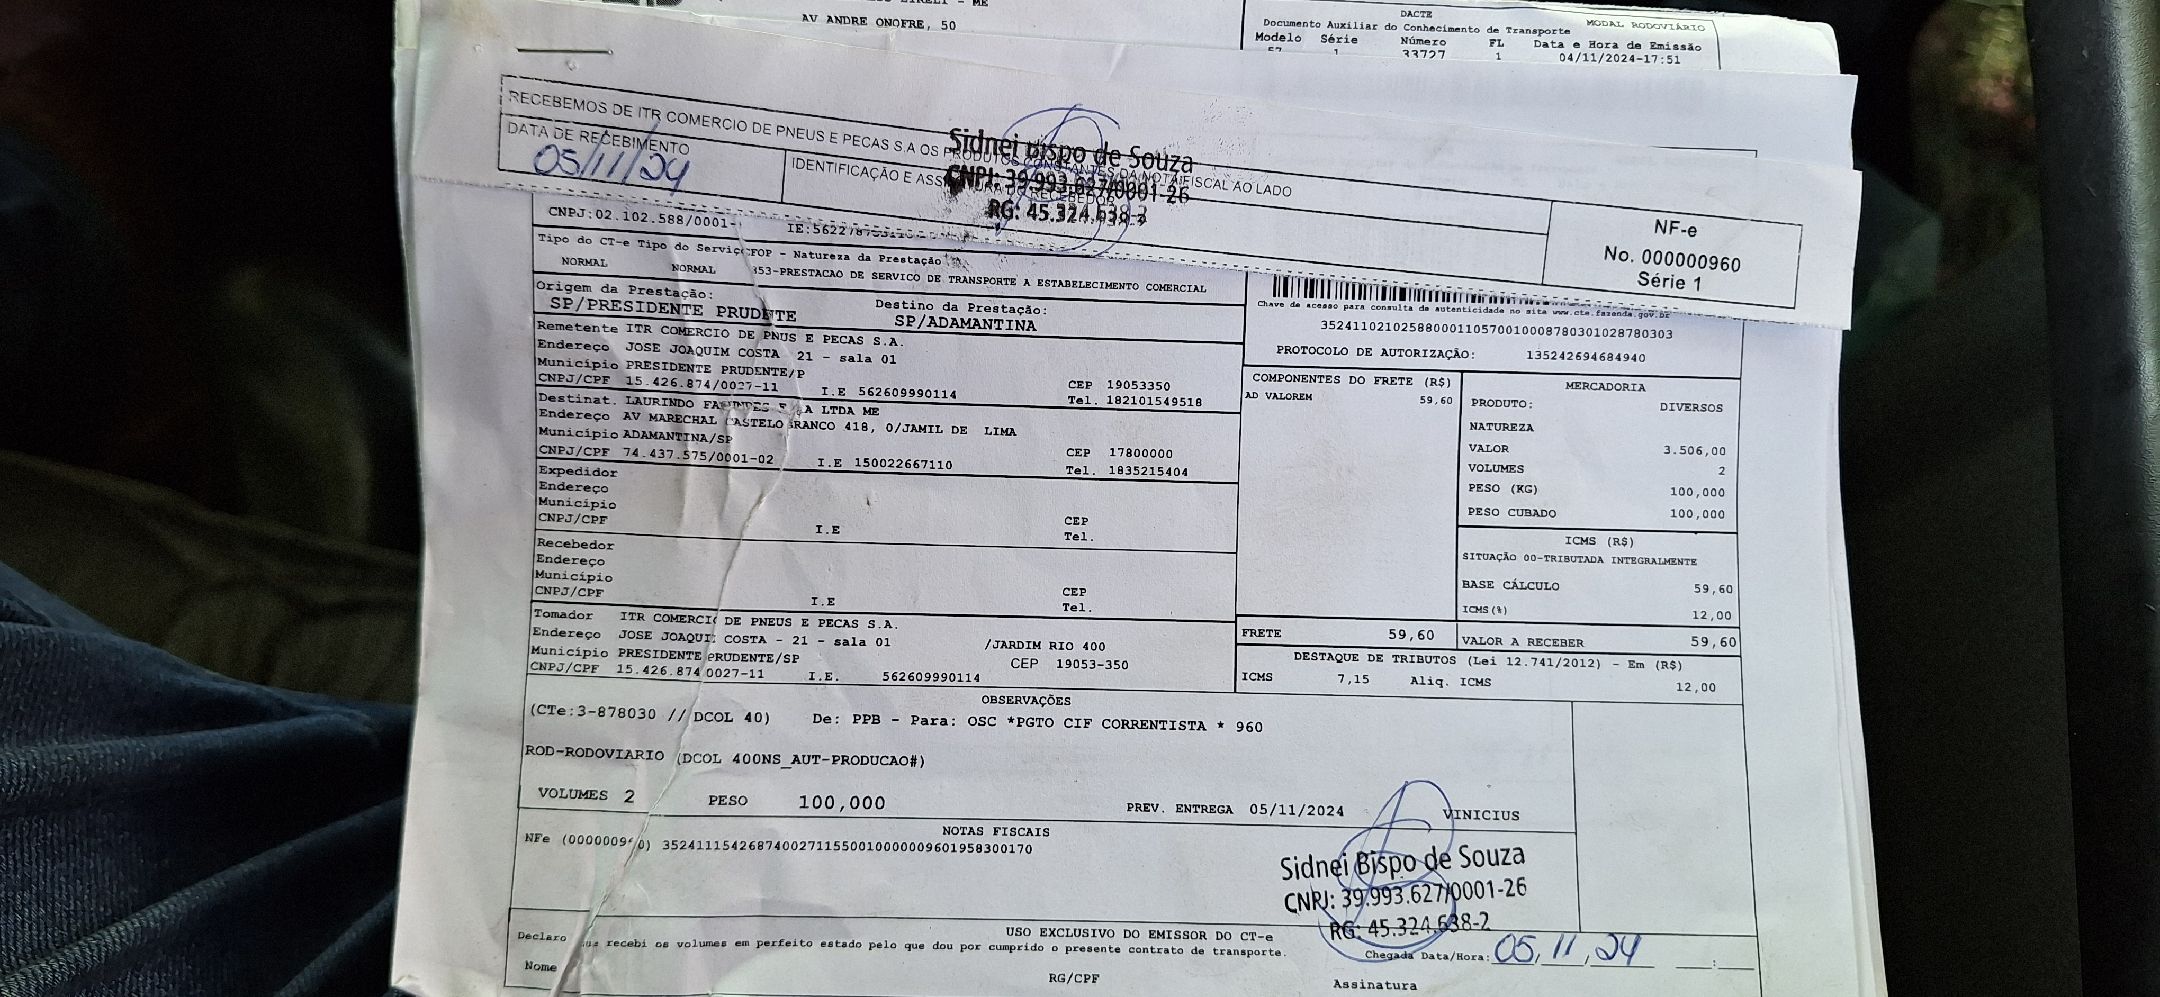 AV ANDRE ONOFRE, 50
DACTE
Documento Auxiliar do Conhecimento de Transporte
MODAL RODOVIÁRIO
Modelo Série Número FL Data e Hora de Emissão
57 1 33727 1 04/11/2024-17:51
RECEBEMOS DE ITR COMERCIO DE PNEUS E PECAS S.A OS PRODUTOS CONSTANTES DA NOTA FISCAL AO LADO
DATA DE RECEBIMENTO
05/11/24
IDENTIFICAÇÃO E ASSINATURA DO RECEBEDOR
Sidnei Bispo de Souza
CNPJ: 39.993.627/0001-26
RG: 45.324.638-2
NF-e
No. 000000960
Série 1
CNPJ:02.102.588/0001-
Tipo do CT-e Tipo do Serviç FOP - Natureza da Prestação
NORMAL NORMAL 353-PRESTACAO DE SERVICO DE TRANSPORTE A ESTABELECIMENTO COMERCIAL
Origem da Prestação: Destino da Prestação:
SP/PRESIDENTE PRUDENTE SP/ADAMANTINA
Chave de acesso para consulta de autenticidade no site www.cte.fazenda.gov.br
35241102102588000110570010008780301028780303
PROTOCOLO DE AUTORIZAÇÃO: 135242694684940
Remetente ITR COMERCIO DE PNUS E PECAS S.A.
Endereço JOSE JOAQUIM COSTA 21 - sala 01
Município PRESIDENTE PRUDENTE/P CEP 19053350
CNPJ/CPF 15.426.874/0027-11 I.E 562609990114 Tel. 182101549518
Destinat. LAURINDO A LTDA ME
Endereço AV MARECHAL CASTELO BRANCO 418, 0/JAMIL DE LIMA
Município ADAMANTINA/SP CEP 17800000
CNPJ/CPF 74.437.575/0001-02 I.E 150022667110 Tel. 1835215404
Expedidor
Endereço
Município CEP
CNPJ/CPF I.E Tel.
Recebedor
Endereço
Município CEP
CNPJ/CPF I.E Tel.
Tomador ITR COMERCIO DE PNEUS E PECAS S.A.
Endereço JOSE JOAQUI COSTA - 21 - sala 01 /JARDIM RIO 400
Município PRESIDENTE PRUDENTE/SP CEP 19053-350
CNPJ/CPF 15.426.874 0027-11 I.E. 562609990114
COMPONENTES DO FRETE (R$)
AD VALOREM 59,60
MERCADORIA
PRODUTO: DIVERSOS
NATUREZA
VALOR 3.506,00
VOLUMES 2
PESO (KG) 100,000
PESO CUBADO 100,000
ICMS (R$)
SITUAÇÃO 00-TRIBUTADA INTEGRALMENTE
BASE CÁLCULO 59,60
ICMS(%) 12,00
FRETE 59,60 VALOR A RECEBER 59,60
DESTAQUE DE TRIBUTOS (Lei 12.741/2012) - Em (R$)
ICMS 7,15 Aliq. ICMS 12,00
OBSERVAÇÕES
(CTe:3-878030 // DCOL 40) De: PPB - Para: OSC *PGTO CIF CORRENTISTA * 960
ROD-RODOVIARIO (DCOL 400NS_AUT-PRODUCAO#)
VOLUMES 2 PESO 100,000 PREV. ENTREGA 05/11/2024 VINICIUS
NOTAS FISCAIS
NFe (000000960) 35241115426874002711550010000009601958300170
Sidnei Bispo de Souza
CNPJ: 39.993.627/0001-26
RG: 45.324.638-2
USO EXCLUSIVO DO EMISSOR DO CT-e
Declaro que recebi os volumes em perfeito estado pelo que dou por cumprido o presente contrato de transporte.
Chegada Data/Hora: 05, 11, 24 :
Nome RG/CPF Assinatura